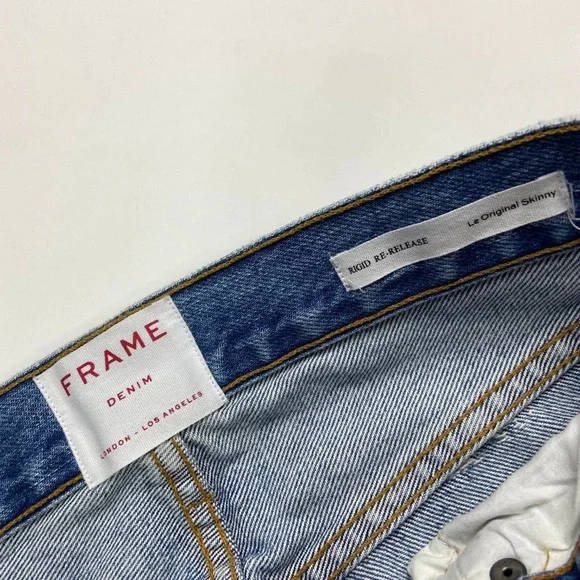 FRAME
DENIM
LONDON - LOS ANGELES
RIGID RE-RELEASE Le Original Skinny